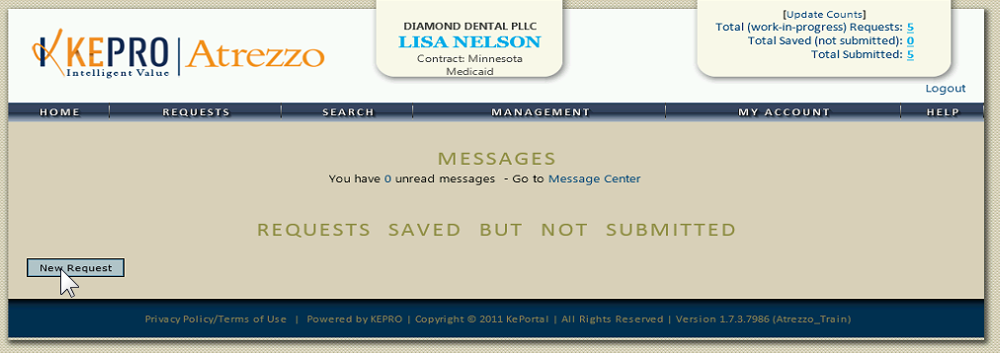 KEPRO | Atrezzo
Intelligent Value
DIAMOND DENTAL PLLC
LISA NELSON
Contract: Minnesota
Medicaid
[Update Counts]
Total (work-in-progress) Requests: 5
Total Saved (not submitted): 0
Total Submitted: 5
Logout
HOME REQUESTS SEARCH MANAGEMENT MY ACCOUNT HELP
MESSAGES
You have 0 unread messages - Go to Message Center
REQUESTS SAVED BUT NOT SUBMITTED
New Request
Privacy Policy/Terms of Use | Powered by KEPRO | Copyright © 2011 KePortal | All Rights Reserved | Version 1.7.3.7986 (Atrezzo_Train)